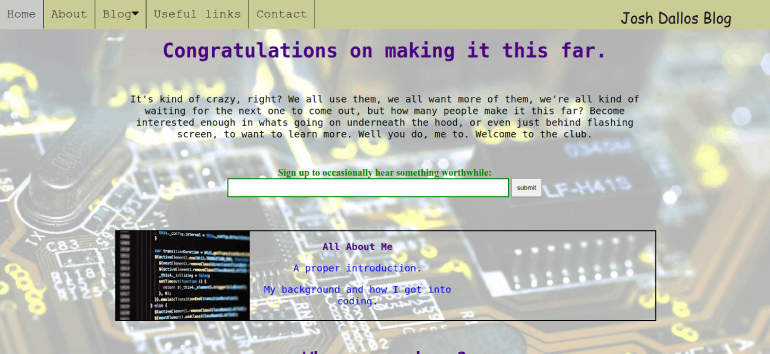 Home
About
Blog
Useful links
Contact
Josh Dallos Blog
Congratulations on making it this far.
It's kind of crazy, right? We all use them, we all want more of them, we're all kind of
waiting for the next one to come out, but how many people make it this far? Become
interested enough in whats going on underneath the hood, or even just behind flashing
screen, to want to learn more. Well you do, me to. Welcome to the club.
Sign up to occasionally hear something worthwhile:
submit
LF-H41S
C83
All About Me
A proper introduction.
My background and how I got into
coding.